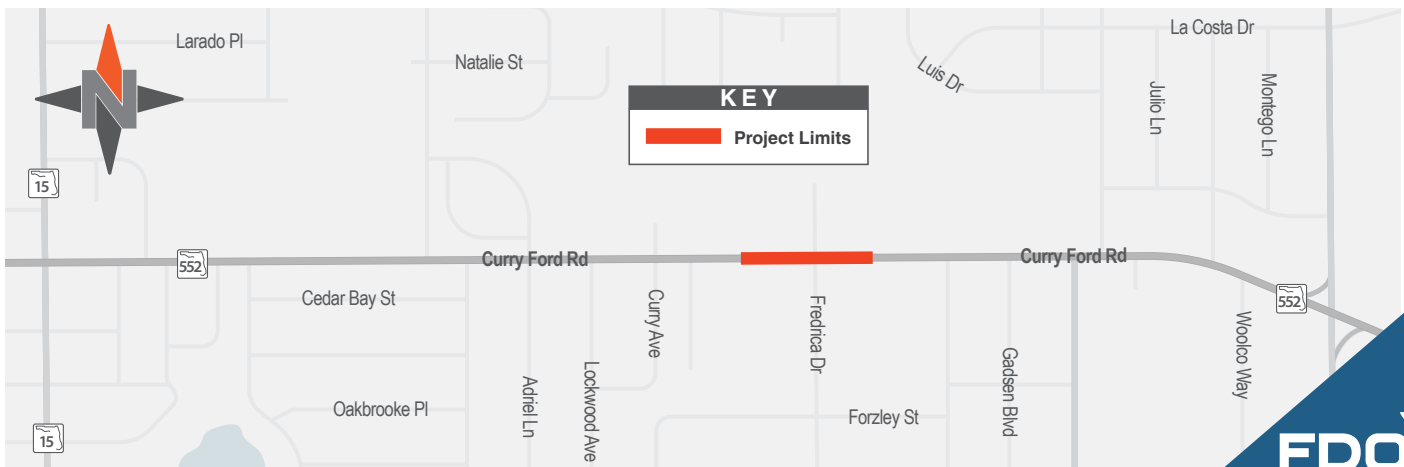 La Costa Dr
Larado Pl
Natalie St
Luis Dr
N
KEY
Project Limits
Julio Ln
Montego Ln
15
552
Curry Ford Rd
Curry Ford Rd
552
Cedar Bay St
Curry Ave
Fredrica Dr
Gadsen Blvd
Woolco Way
Oakbrooke Pl
Adriel Ln
Lockwood Ave
Forzley St
15
FDO